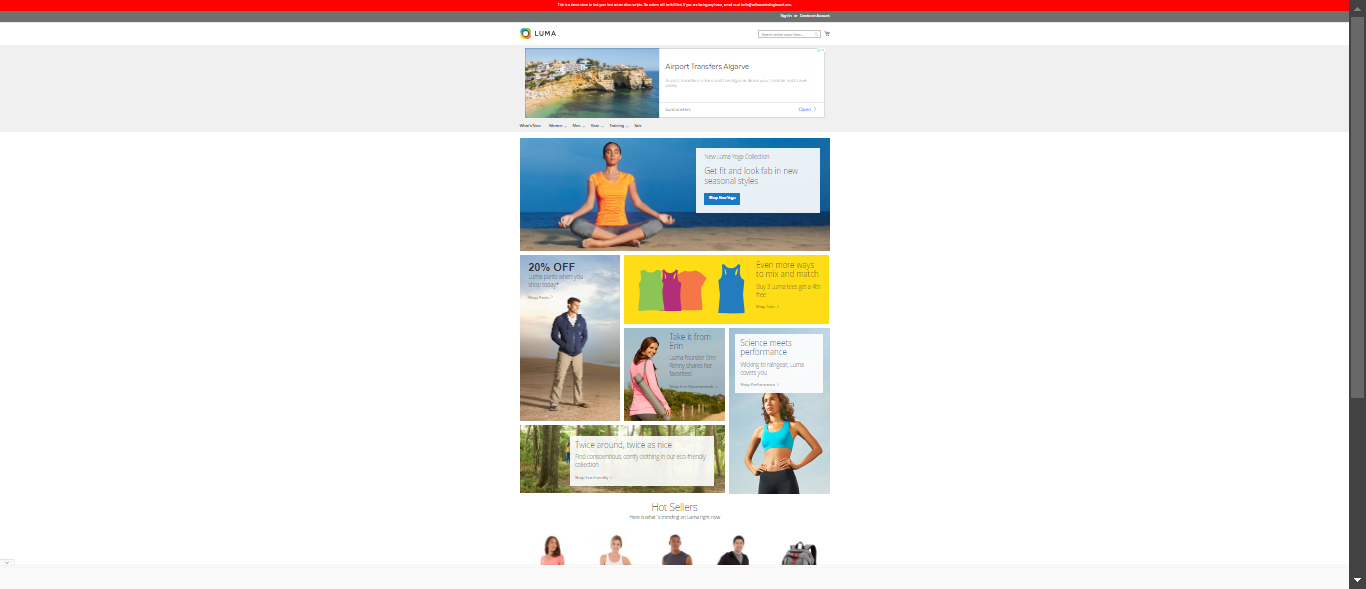 This is a demo store to test your test automation scripts. No orders will be fulfilled. If you are facing any issue, email us at hello@softwaretestingboard.com.
Sign In or Create an Account
LUMA
Search entire store here...
Airport Transfers Algarve
Open
What's New Women Men Gear Training Sale
New Luma Yoga Collection
Get fit and look fab in new
seasonal styles
Shop New Yoga
20% OFF
Luma pants when you
shop today*
Shop Pants
Even more ways
to mix and match
Buy 3 Luma tees get a 4th
free
Shop Tees
Take it from
Erin
Luma founder Erin
Renny shares her
favorites!
Shop Erin Recommends
Science meets
performance
Wicking to raingear, Luma
covers you
Shop Performance
Twice around, twice as nice
Find conscientious, comfy clothing in our eco-friendly
collection
Shop Eco-Friendly
Hot Sellers
Here is what`s trending on Luma right now